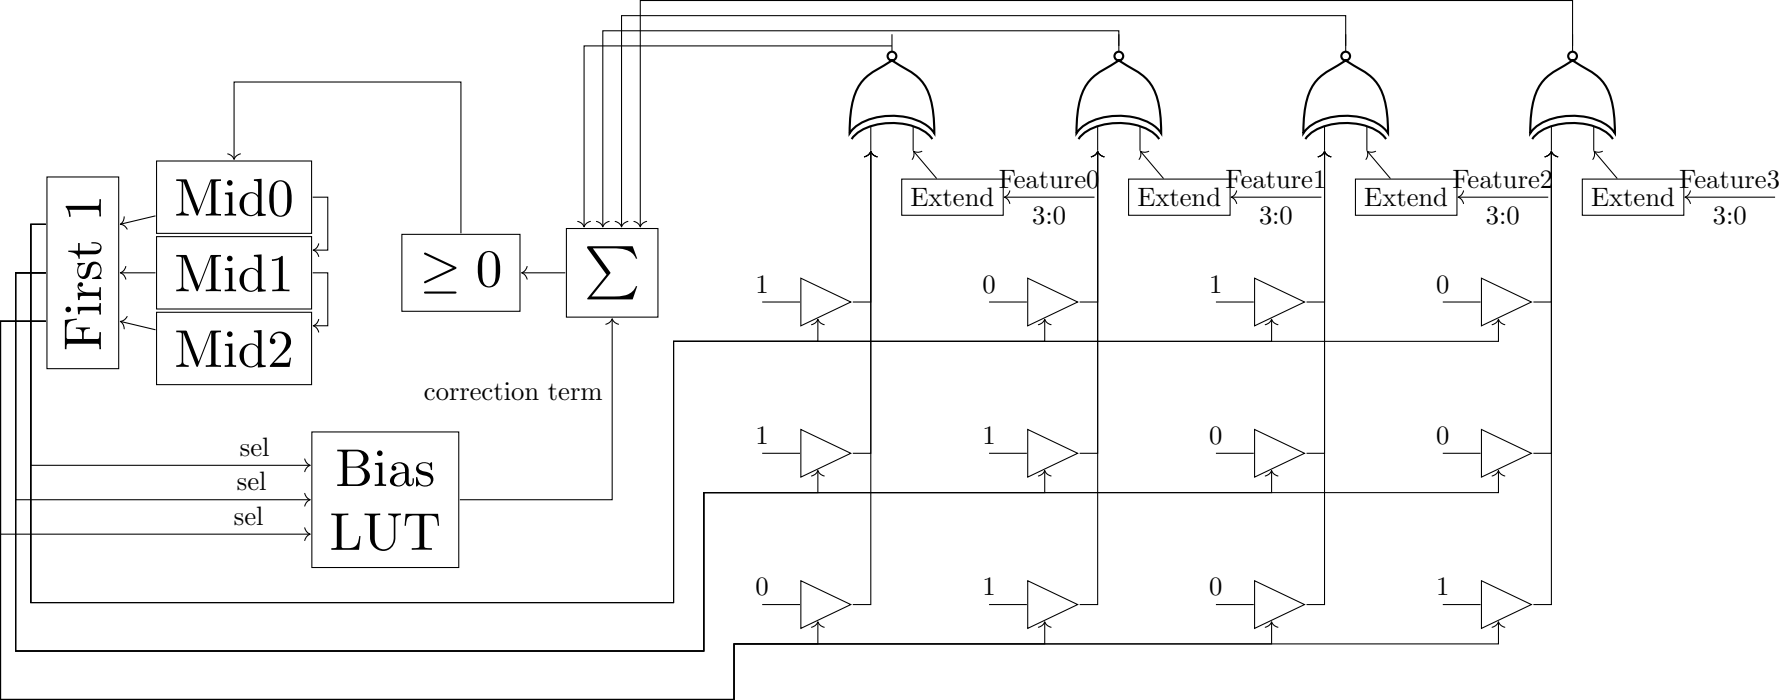 Mid0
Mid1
Mid2
First 1
≥ 0
∑
correction term
sel
sel
sel
Bias
LUT
Extend
Feature0
3:0
Extend
Feature1
3:0
Extend
Feature2
3:0
Extend
Feature3
3:0
1 0 1 0
1 1 0 0
0 1 0 1